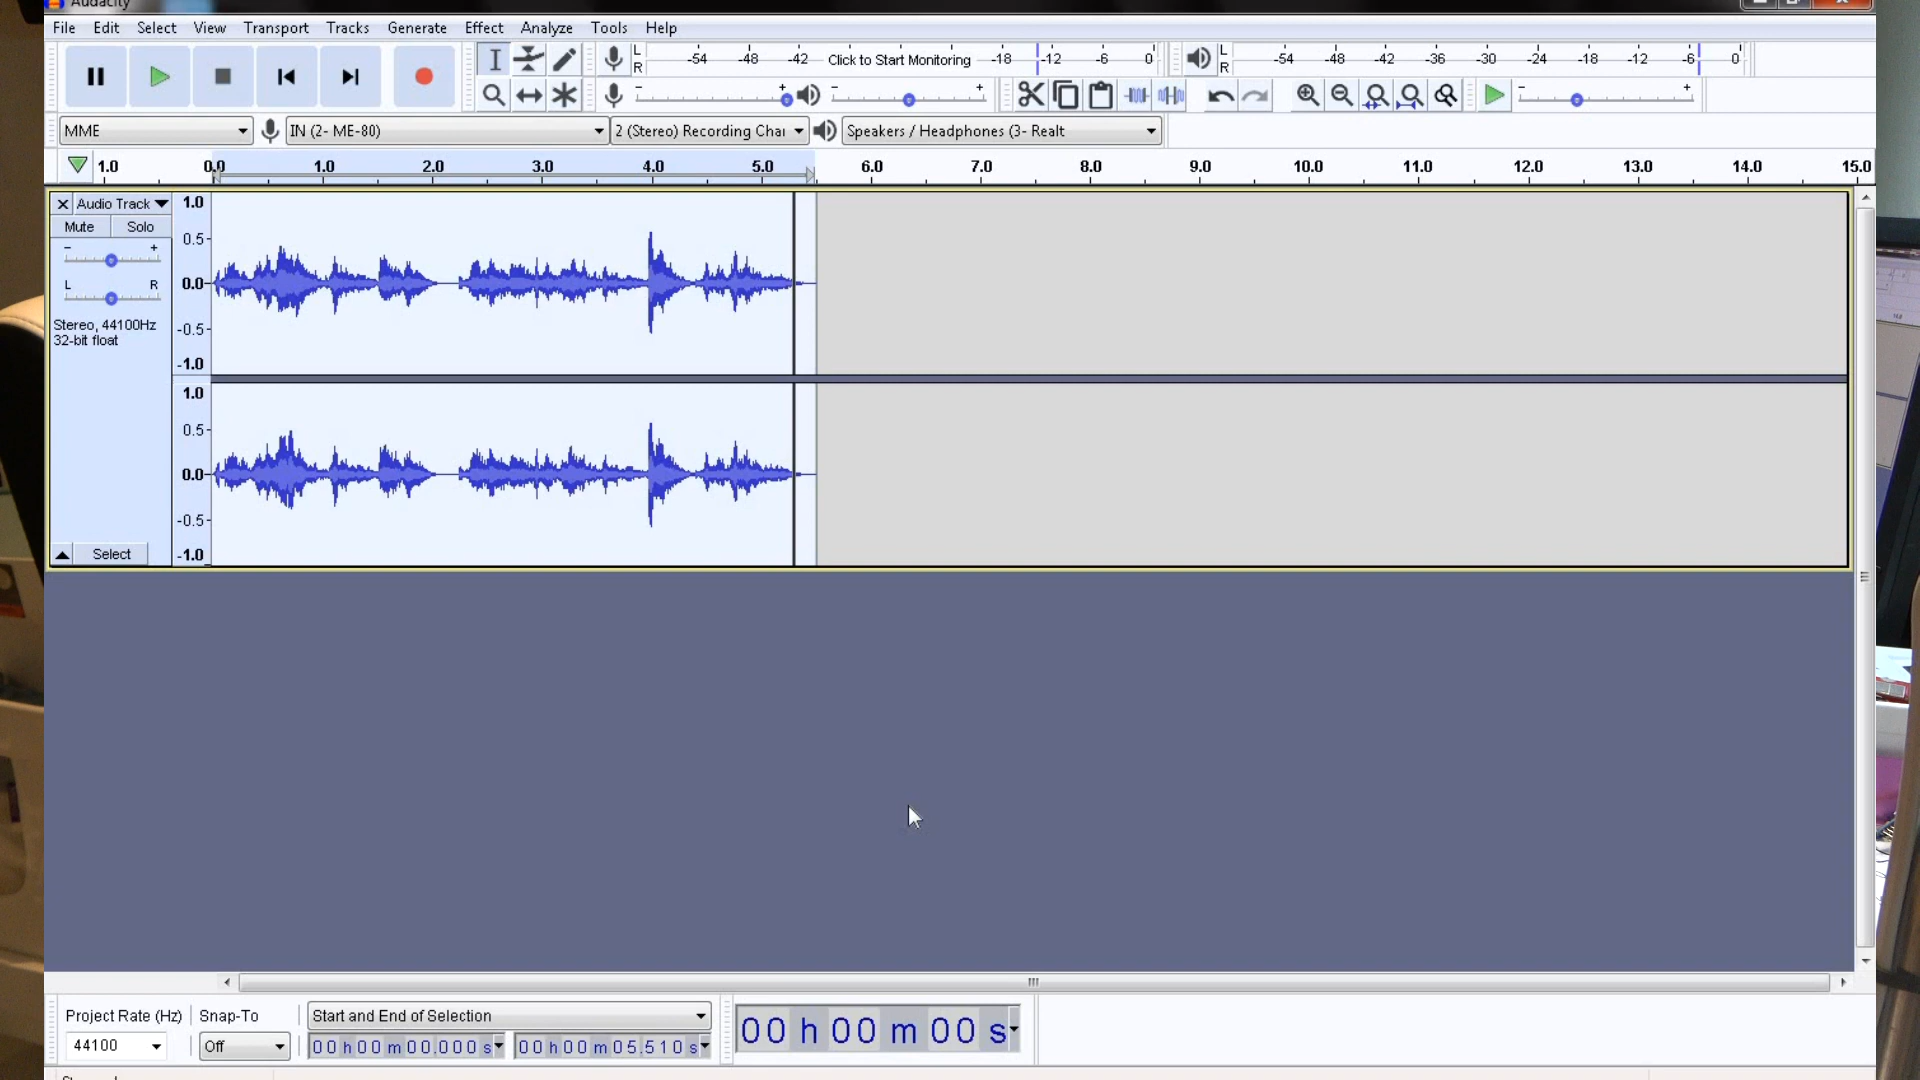 Audacity
File Edit Select View Transport Tracks Generate Effect Analyze Tools Help
L R -54 -48 -42 Click to Start Monitoring -18 -12 -6 0 L R -54 -48 -42 -36 -30 -24 -18 -12 -6 0
- + - + - +
MME IN (2- ME-80) 2 (Stereo) Recording Chai Speakers / Headphones (3- Realt
1.0 0.0 1.0 2.0 3.0 4.0 5.0 6.0 7.0 8.0 9.0 10.0 11.0 12.0 13.0 14.0 15.0
X Audio Track 1.0
Mute Solo
- + 0.5
L R 0.0
Stereo, 44100Hz -0.5
32-bit float
-1.0
1.0
0.5
0.0
-0.5
Select -1.0
Project Rate (Hz) Snap-To Start and End of Selection
44100 Off 00 h 00 m 00.000 s 00 h 00 m 05.510 s 00 h 00 m 00 s